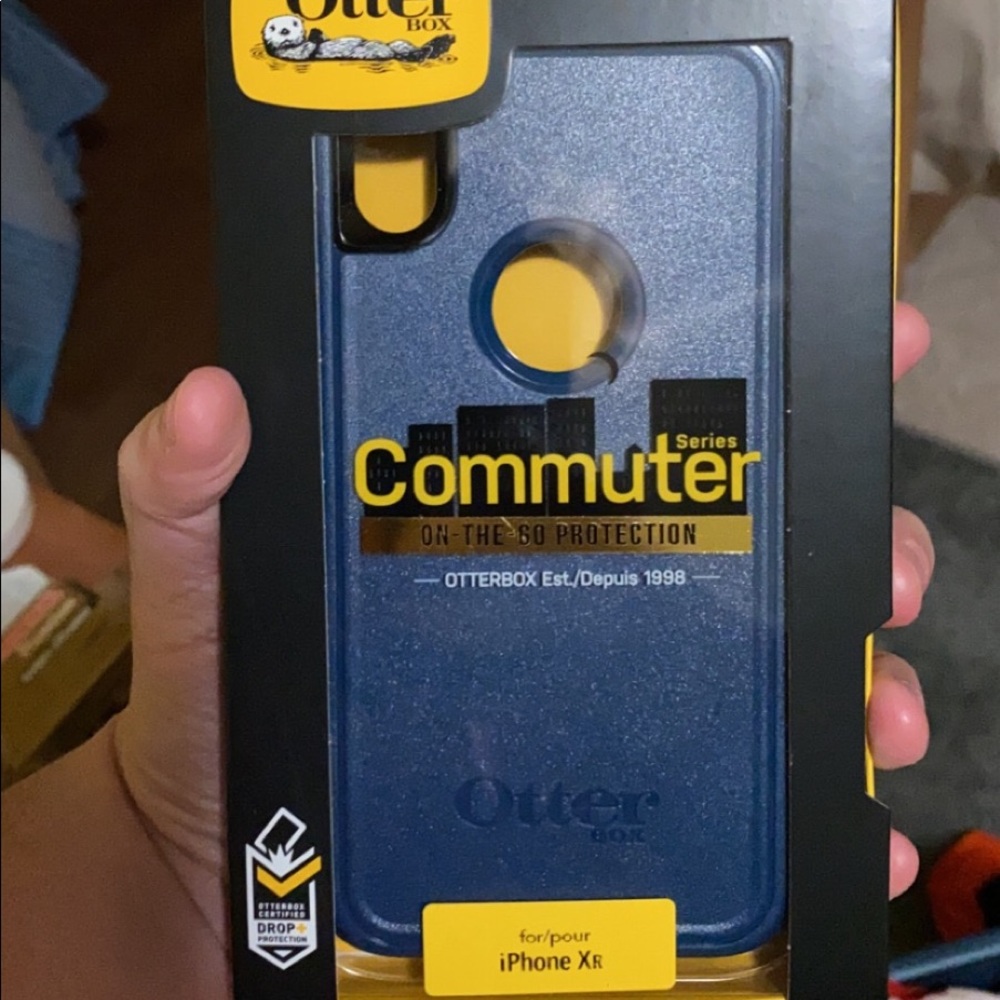 Otter
BOX
Series
Commuter
ON-THE-GO PROTECTION
OTTERBOX Est./Depuis 1998
Otter
BOX
OTTERBOX
CERTIFIED
DROP+
PROTECTION
for/pour
iPhone XR